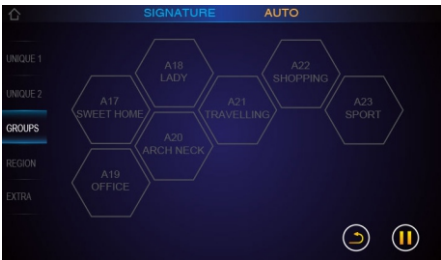 SIGNATURE AUTO
UNIQUE 1
UNIQUE 2
GROUPS
REGION
EXTRA
A17
SWEET HOME
A18
LADY
A19
OFFICE
A20
ARCH NECK
A21
TRAVELLING
A22
SHOPPING
A23
SPORT